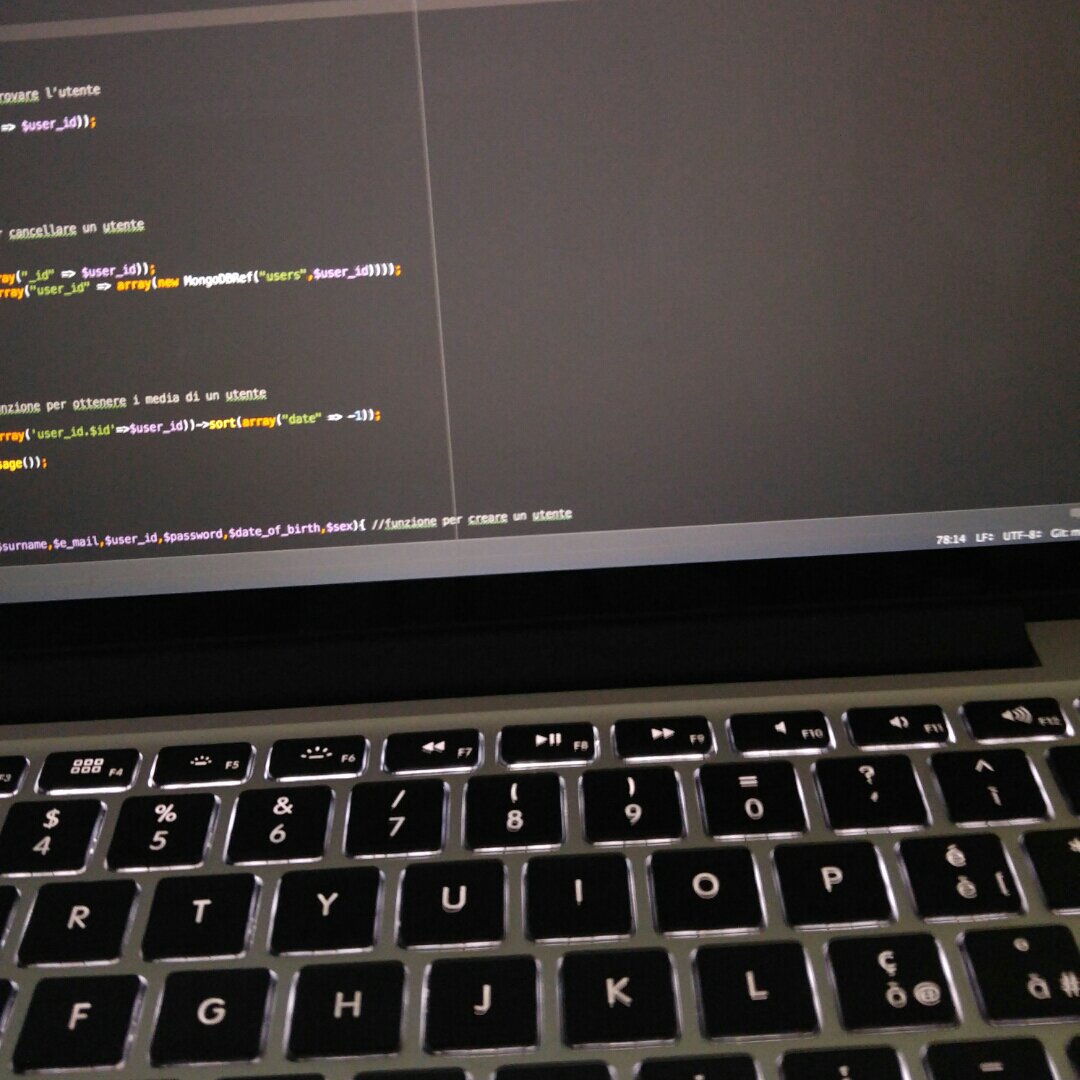 rovare l'utente
=> $user_id));
r cancellare un utente
ray("_id" => $user_id));
rray("user_id" => array(new MongoDBRef("users",$user_id))));
nzione per ottenere i media di un utente
rray('user_id.$id'=>$user_id))->sort(array("date" => -1));
sage());
$surname,$e_mail,$user_id,$password,$date_of_birth,$sex){ //funzione per creare un utente
78:14 LF÷ UTF-8÷ Git: m
F3 F4 F5 F6 F7 F8 F9 F10 F11 F12
$ % & / ( ) = ? ^
4 5 6 7 8 9 0 ' ì
R T Y U I O P é è [ *
F G H J K L ç ò @ ° à #